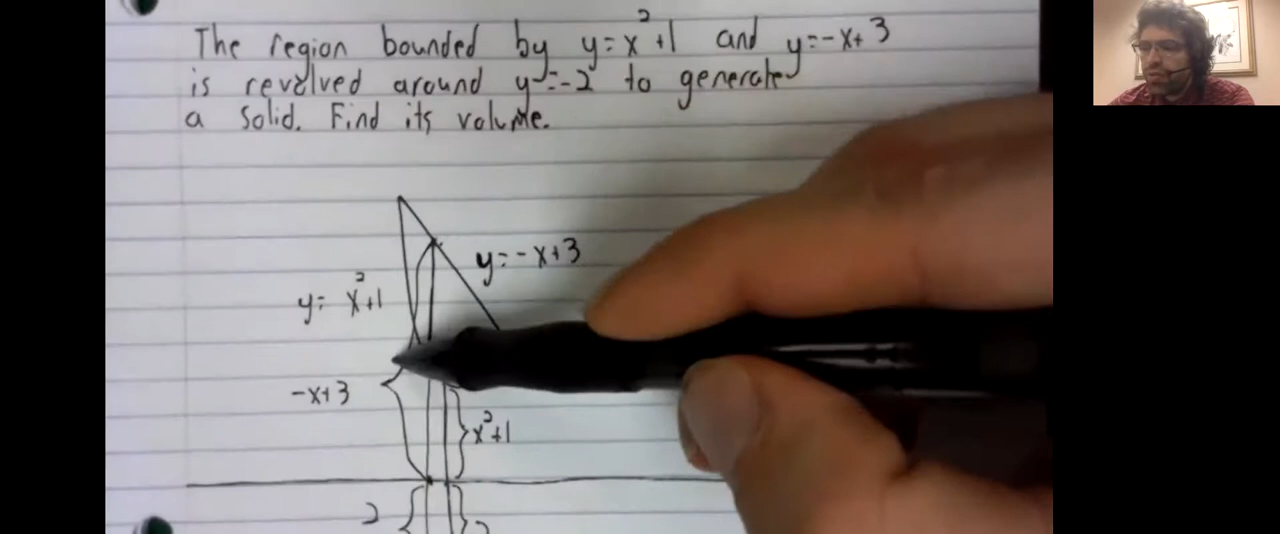 The region bounded by y=x²+1 and y=-x+3
is revolved around y=-2 to generate
a solid. Find its volume.
y=-x+3
y= x²+1
-x+3
x²+1
2